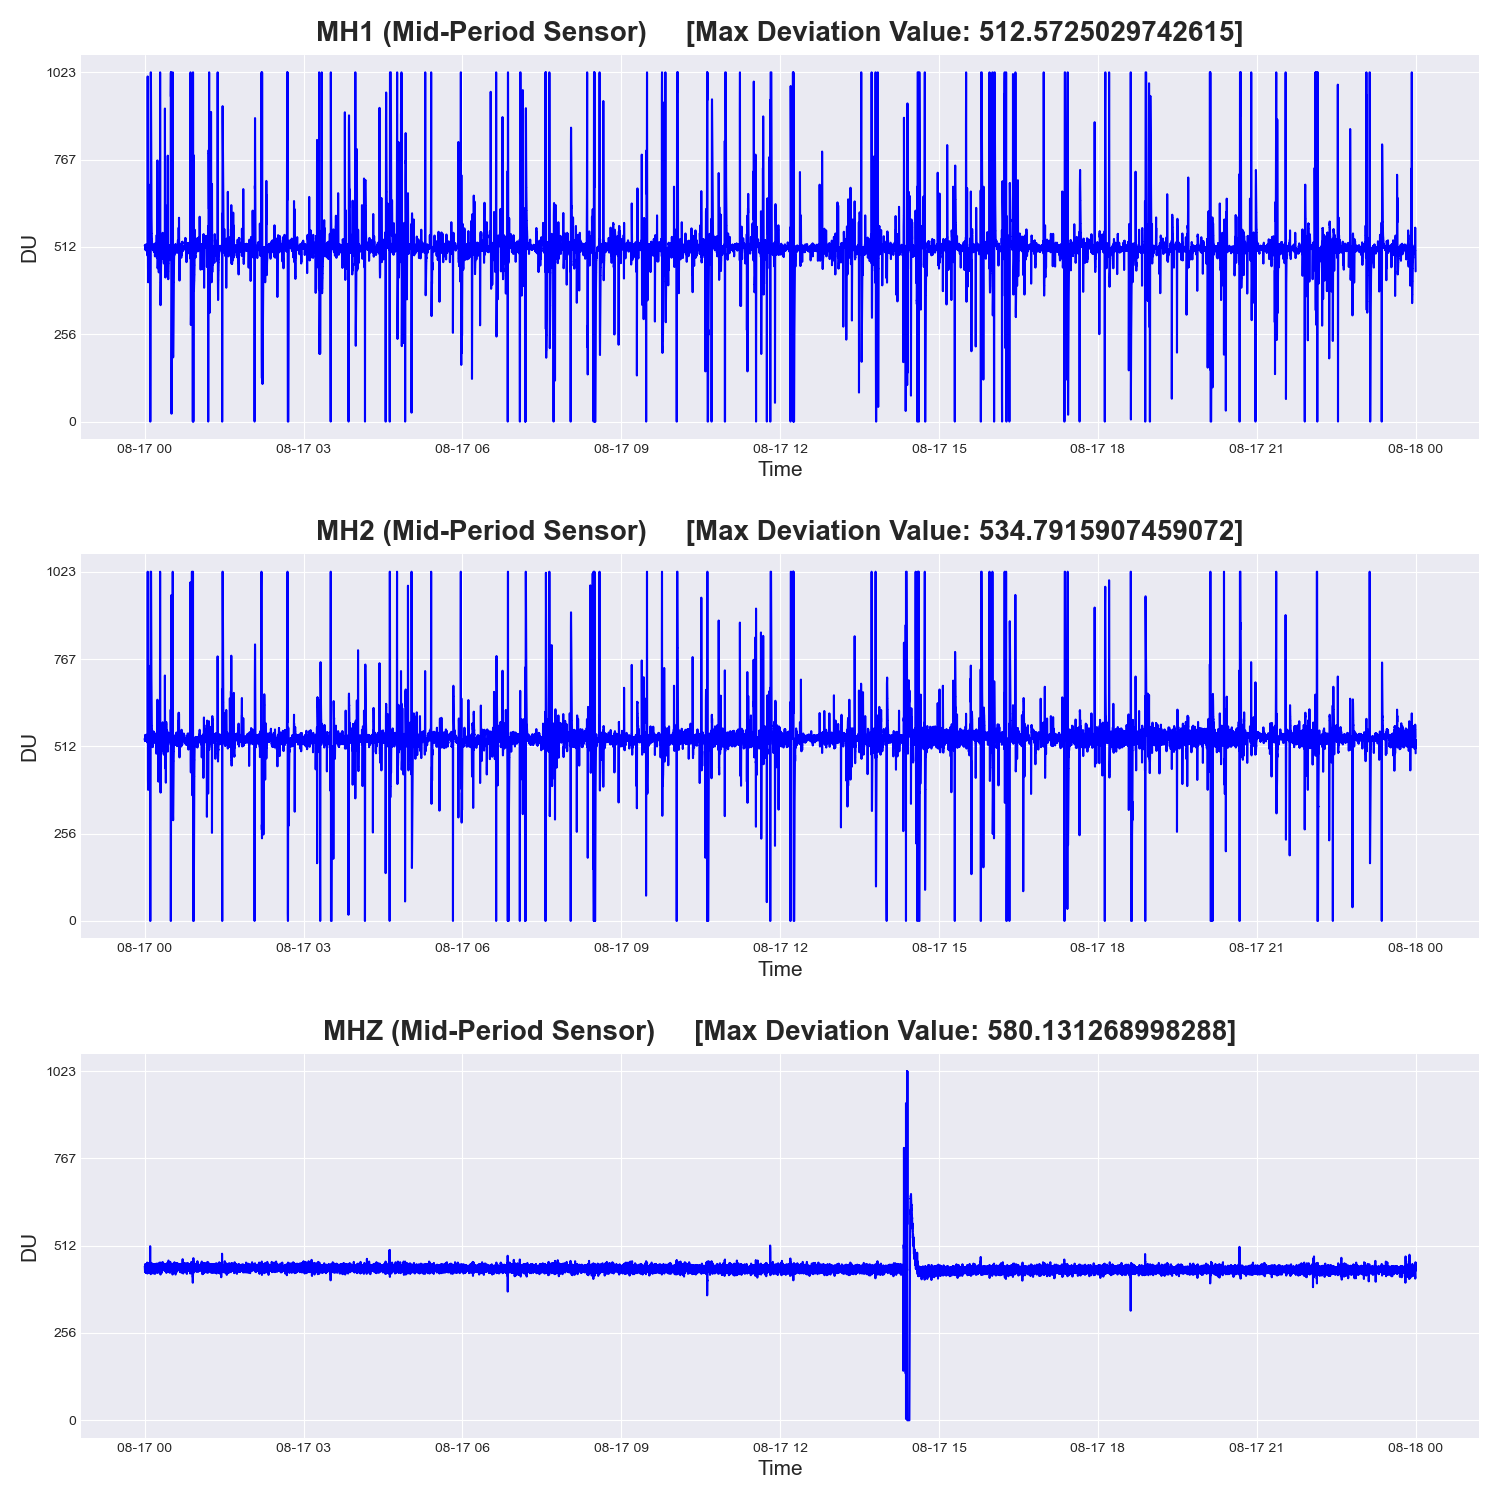 MH1 (Mid-Period Sensor) [Max Deviation Value: 512.5725029742615]
1023
767
512
256
0
DU
08-17 00 08-17 03 08-17 06 08-17 09 08-17 12 08-17 15 08-17 18 08-17 21 08-18 00
Time
MH2 (Mid-Period Sensor) [Max Deviation Value: 534.7915907459072]
1023
767
512
256
0
DU
08-17 00 08-17 03 08-17 06 08-17 09 08-17 12 08-17 15 08-17 18 08-17 21 08-18 00
Time
MHZ (Mid-Period Sensor) [Max Deviation Value: 580.131268998288]
1023
767
512
256
0
DU
08-17 00 08-17 03 08-17 06 08-17 09 08-17 12 08-17 15 08-17 18 08-17 21 08-18 00
Time